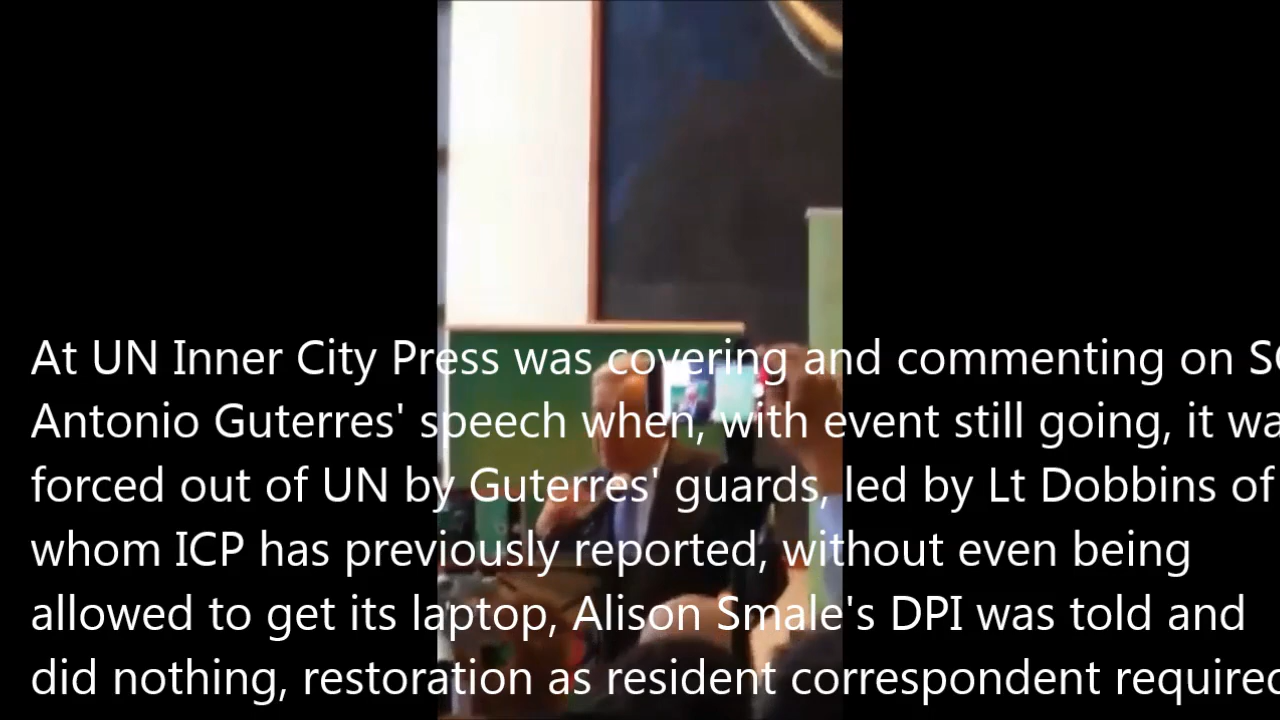 At UN Inner City Press was covering and commenting on
Antonio Guterres' speech when, with event still going, it
forced out of UN by Guterres' guards, led by Lt Dobbins of
whom ICP has previously reported, without even being
allowed to get its laptop, Alison Smale's DPI was told and
did nothing, restoration as resident correspondent